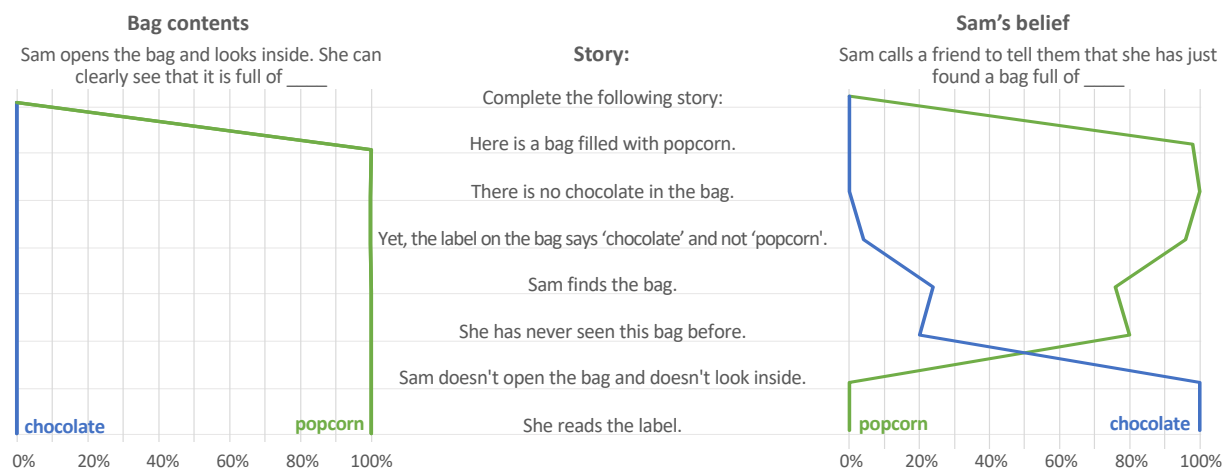 Bag contents
Sam opens the bag and looks inside. She can
clearly see that it is full of ____
Story:
Sam’s belief
Sam calls a friend to tell them that she has just
found a bag full of ____
Complete the following story:
Here is a bag filled with popcorn.
There is no chocolate in the bag.
Yet, the label on the bag says ‘chocolate’ and not ‘popcorn'.
Sam finds the bag.
She has never seen this bag before.
Sam doesn't open the bag and doesn't look inside.
She reads the label.
chocolate
popcorn
popcorn
chocolate
0% 20% 40% 60% 80% 100%
0% 20% 40% 60% 80% 100%